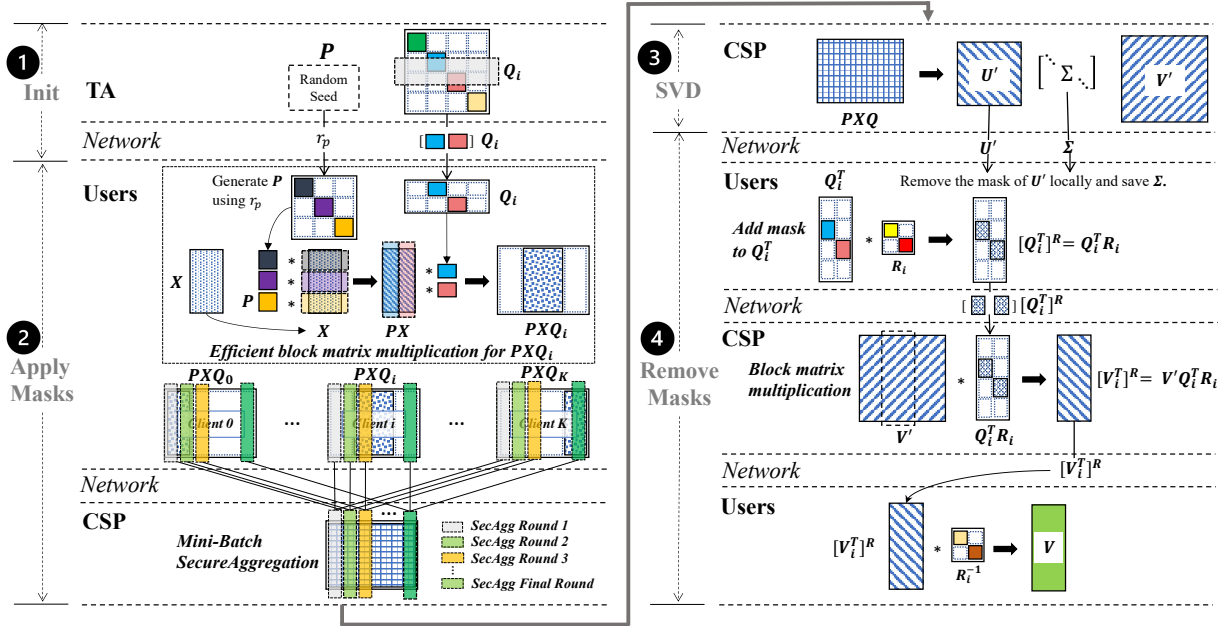 1
Init
TA
P
Random
Seed
Q_i
Network
r_p
[ ] Q_i
2
Apply
Masks
Users
Generate P
using r_p
Q_i
X
P
*
*
*
X
PX
*
*
PXQ_i
Efficient block matrix multiplication for PXQ_i
PXQ_0
PXQ_i
PXQ_K
Client 0
...
Client i
...
Client K
Network
CSP
...
Mini-Batch
SecureAggregation
SecAgg Round 1
SecAgg Round 2
SecAgg Round 3
SecAgg Final Round
3
SVD
CSP
PXQ
U′
[⋱ Σ ⋱]
V′
Network
U′
Σ
4
Remove
Masks
Users
Remove the mask of U′ locally and save Σ.
Q_i^T
Add mask
to Q_i^T
*
R_i
[Q_i^T]^R = Q_i^T R_i
Network
[ ] [Q_i^T]^R
CSP
Block matrix
multiplication
V′
*
Q_i^T R_i
[V_i^T]^R = V′Q_i^T R_i
Network
[V_i^T]^R
Users
[V_i^T]^R
*
R_i^{-1}
V